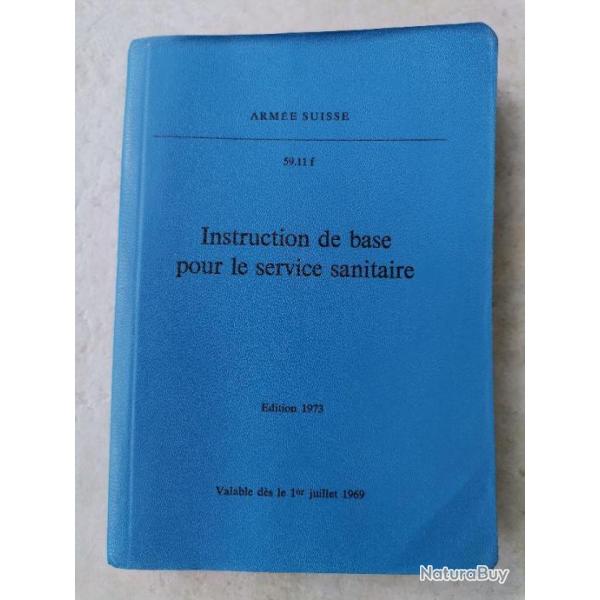 ARMÉE SUISSE
59.11 f
Instruction de base
pour le service sanitaire
Edition 1973
Valable dès le 1er juillet 1969
NaturaBuy